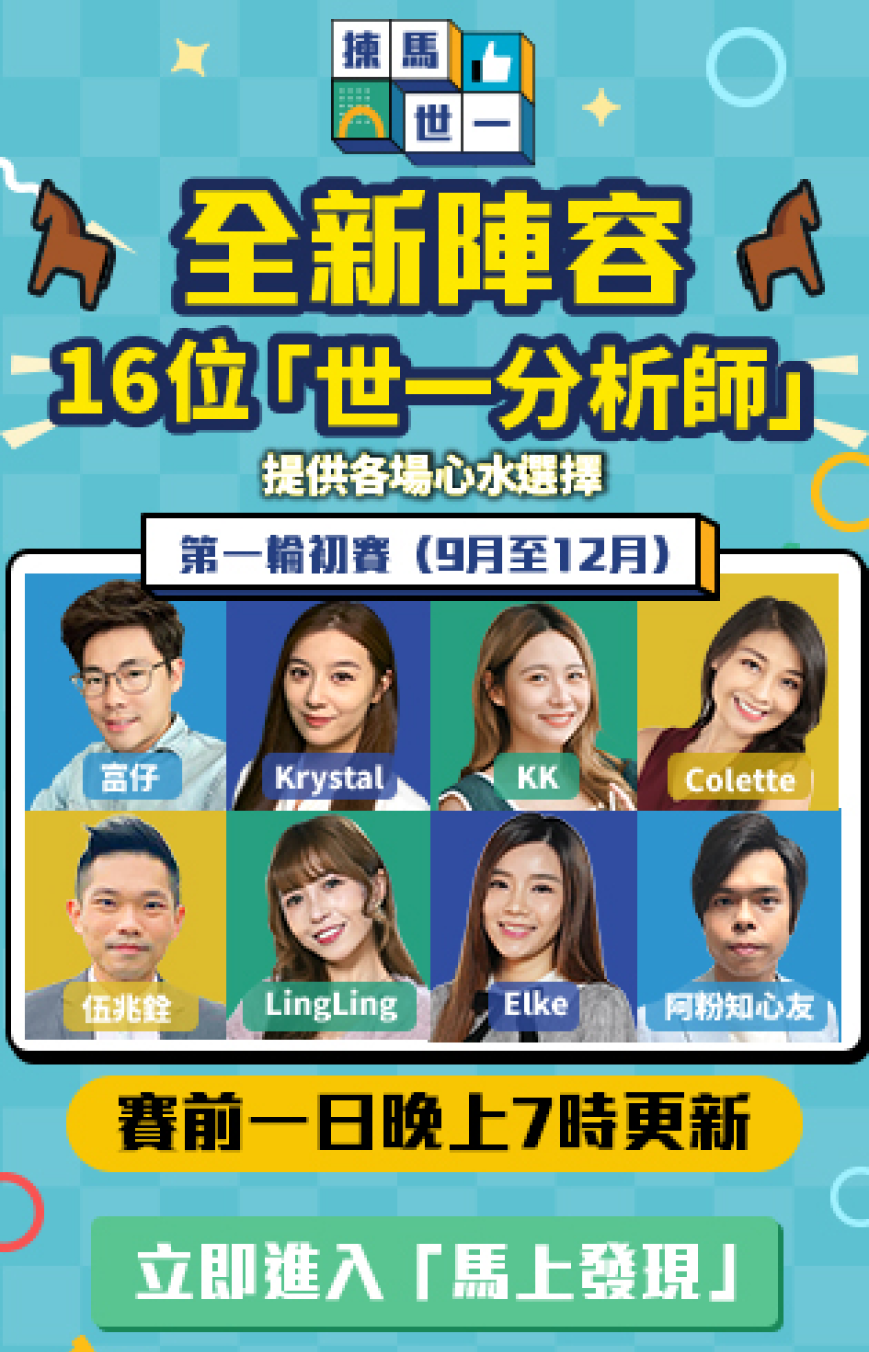 揀馬
世一
全新陣容
16位「世一分析師」
提供各場心水選擇
第一輪初賽（9月至12月）
富仔 Krystal KK Colette
伍兆銓 LingLing Elke 阿粉知心友
賽前一日晚上7時更新
立即進入「馬上發現」